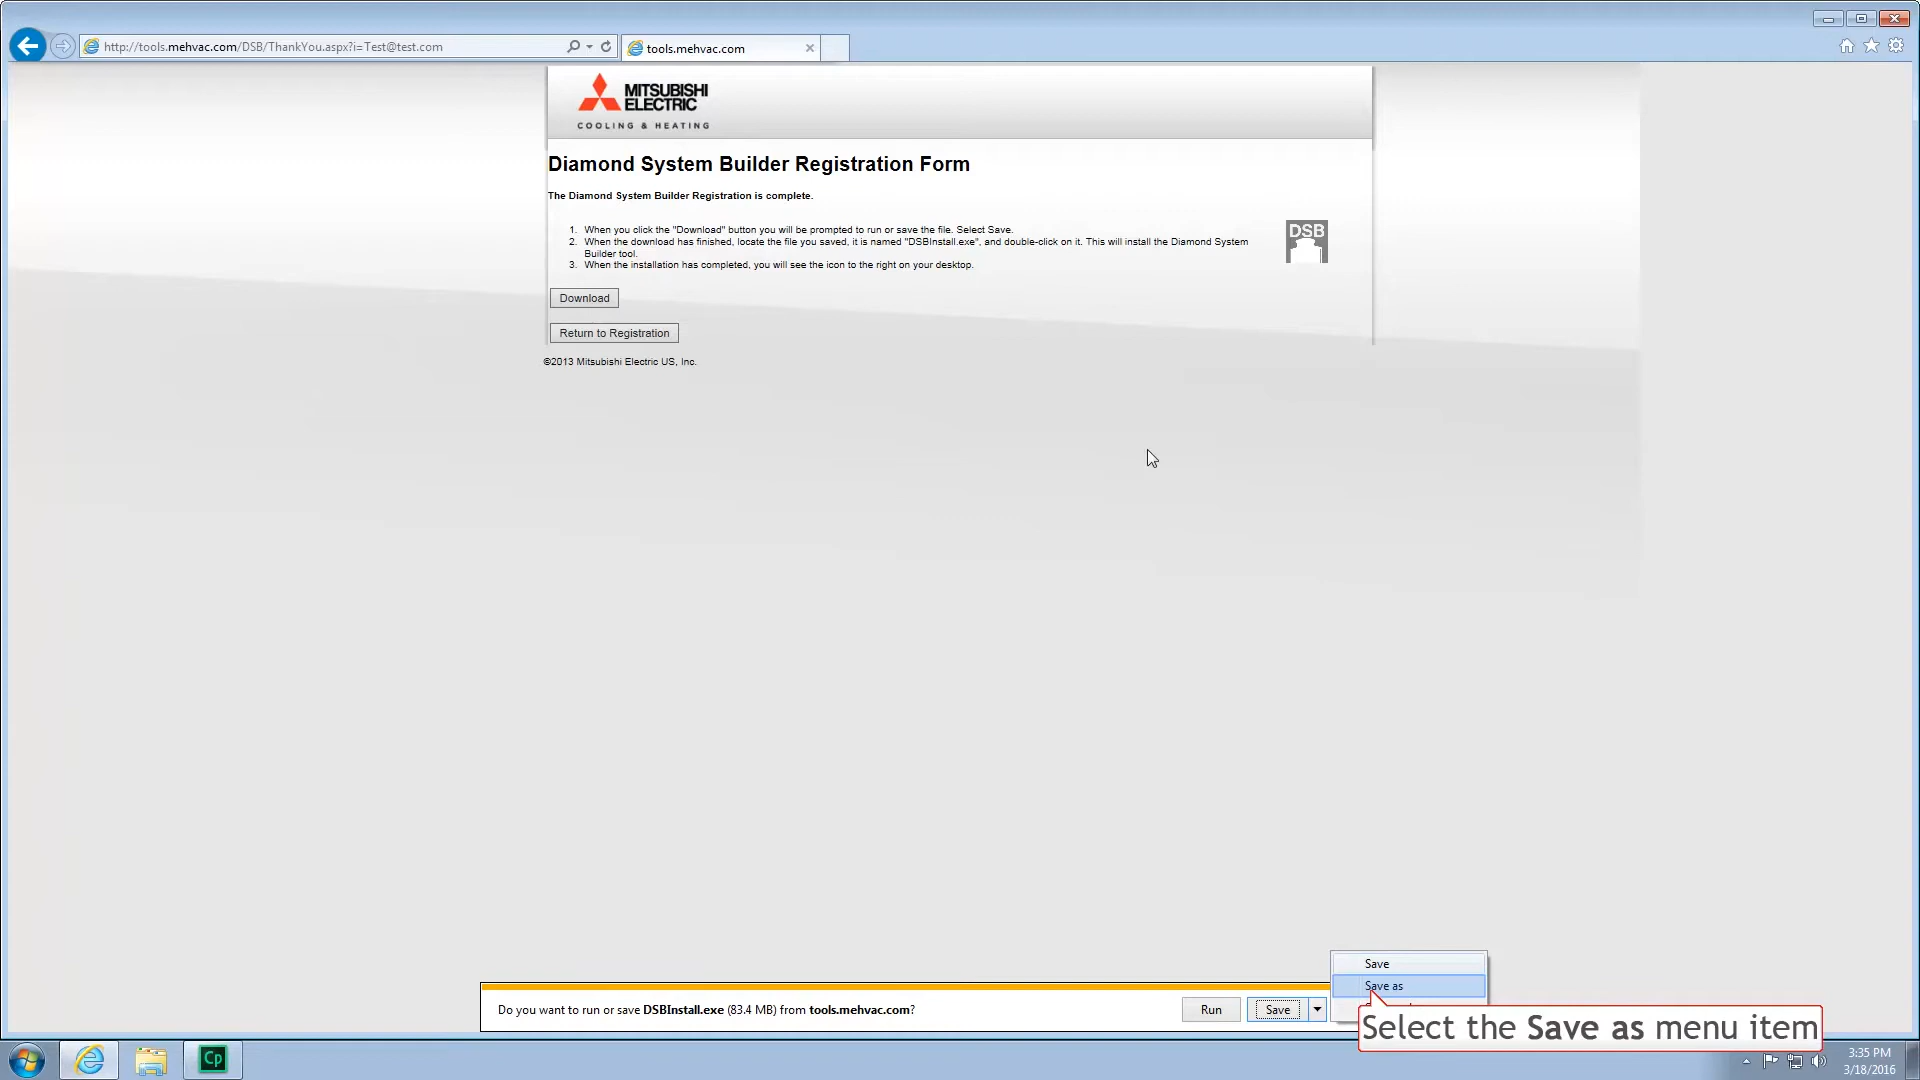 http://tools.mehvac.com/DSB/ThankYou.aspx?i=Test@test.com
tools.mehvac.com
MITSUBISHI
ELECTRIC
COOLING & HEATING
Diamond System Builder Registration Form
The Diamond System Builder Registration is complete.
1. When you click the "Download" button you will be prompted to run or save the file. Select Save.
2. When the download has finished, locate the file you saved, it is named "DSBInstall.exe", and double-click on it. This will install the Diamond System
Builder tool.
3. When the installation has completed, you will see the icon to the right on your desktop.
DSB
Download
Return to Registration
©2013 Mitsubishi Electric US, Inc.
Save
Save as
Do you want to run or save DSBInstall.exe (83.4 MB) from tools.mehvac.com?
Run
Save
Select the Save as menu item
Cp
3:35 PM
3/18/2016